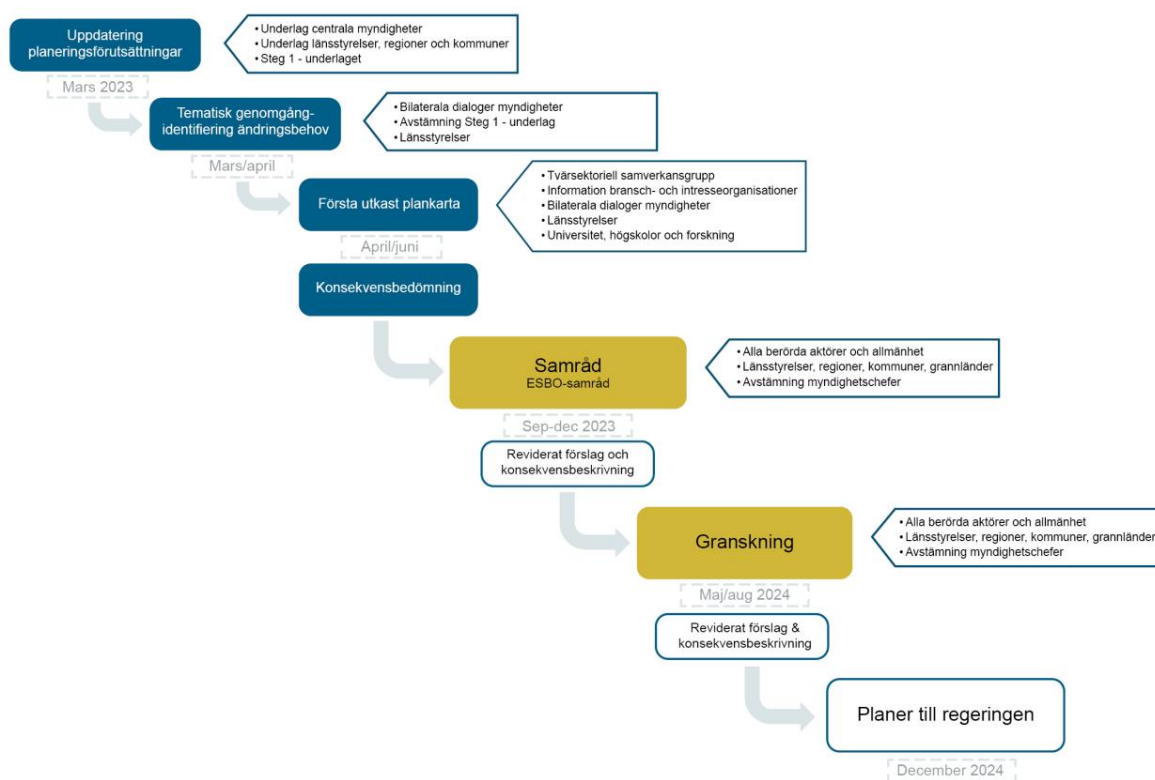 Uppdatering
planeringsförutsättningar
• Underlag centrala myndigheter
• Underlag länsstyrelser, regioner och kommuner
• Steg 1 - underlaget
Mars 2023
Tematisk genomgång-
identifiering ändringsbehov
• Bilaterala dialoger myndigheter
• Avstämning Steg 1 - underlag
• Länsstyrelser
Mars/april
Första utkast plankarta
• Tvärsektoriell samverkansgrupp
• Information bransch- och intresseorganisationer
• Bilaterala dialoger myndigheter
• Länsstyrelser
• Universitet, högskolor och forskning
April/juni
Konsekvensbedömning
Samråd
ESBO-samråd
• Alla berörda aktörer och allmänhet
• Länsstyrelser, regioner, kommuner, grannländer
• Avstämning myndighetschefer
Sep-dec 2023
Reviderat förslag och
konsekvensbeskrivning
Granskning
• Alla berörda aktörer och allmänhet
• Länsstyrelser, regioner, kommuner, grannländer
• Avstämning myndighetschefer
Maj/aug 2024
Reviderat förslag &
konsekvensbeskrivning
Planer till regeringen
December 2024